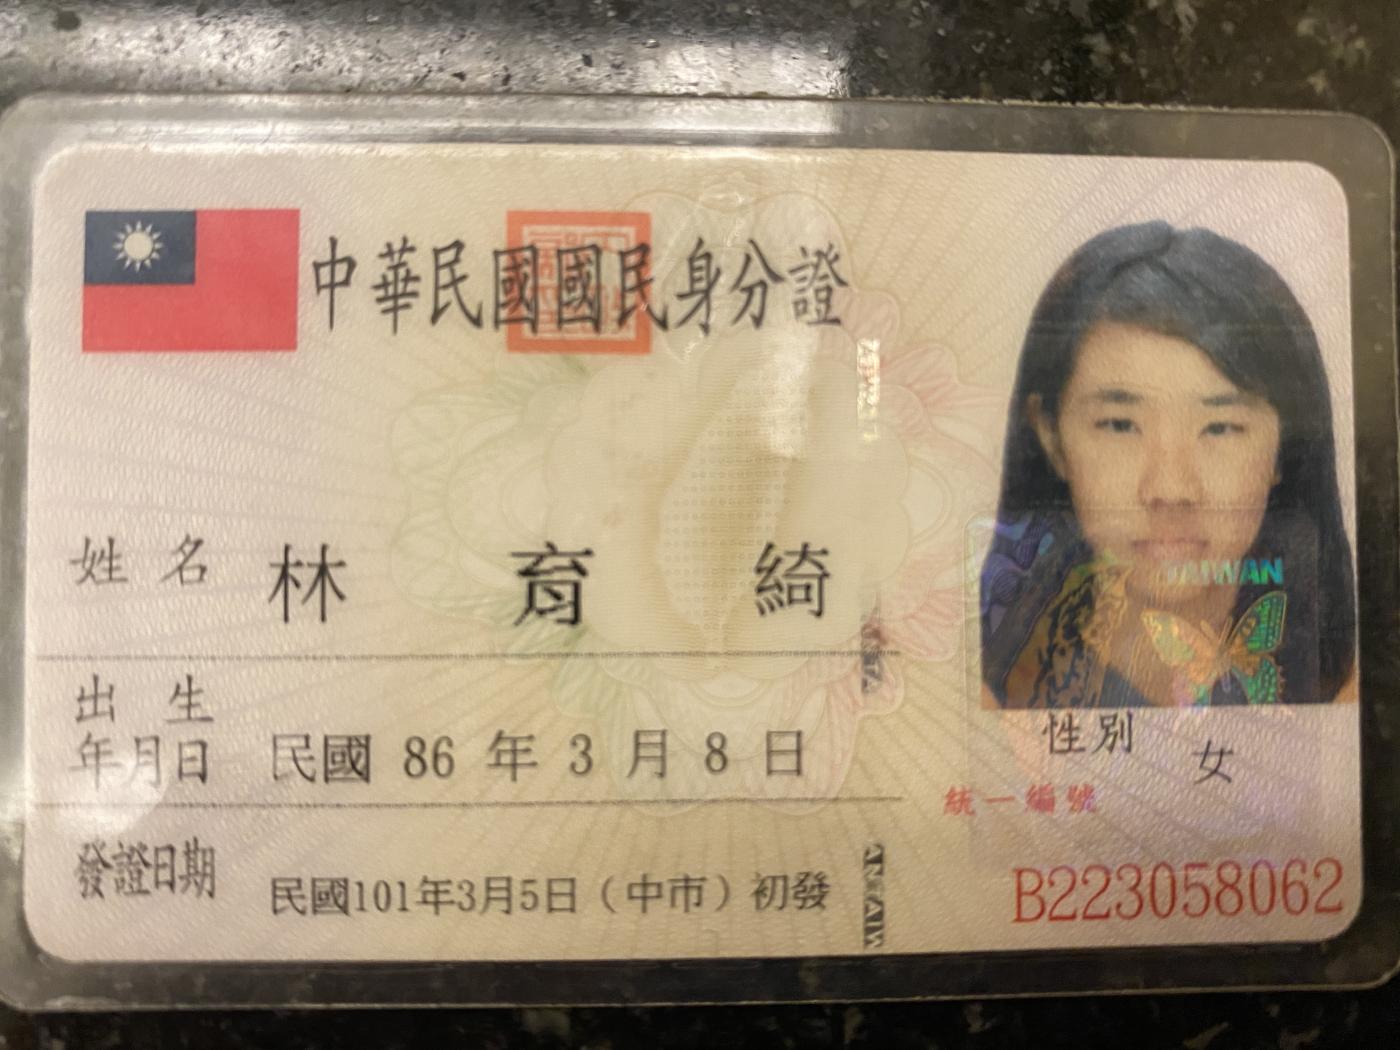 中華民國國民身分證
姓名 林育綺
出生年月日 民國 86 年 3 月 8 日
發證日期 民國101年3月5日（中市）初發
TAIWAN
性別 女
統一編號
B223058062